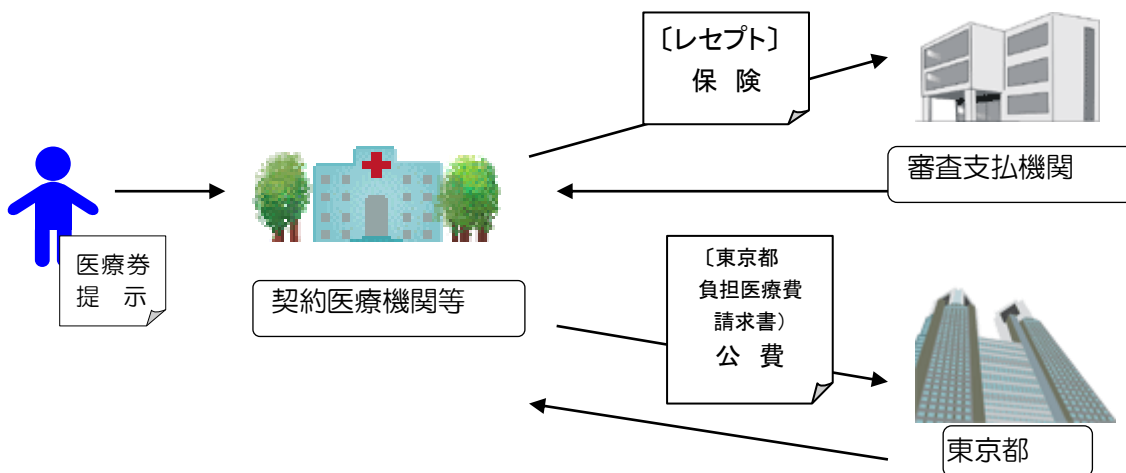 〔レセプト〕
保 険
審査支払機関
医療券
提 示
契約医療機関等
〔東京都
負担医療費
請求書）
公 費
東京都